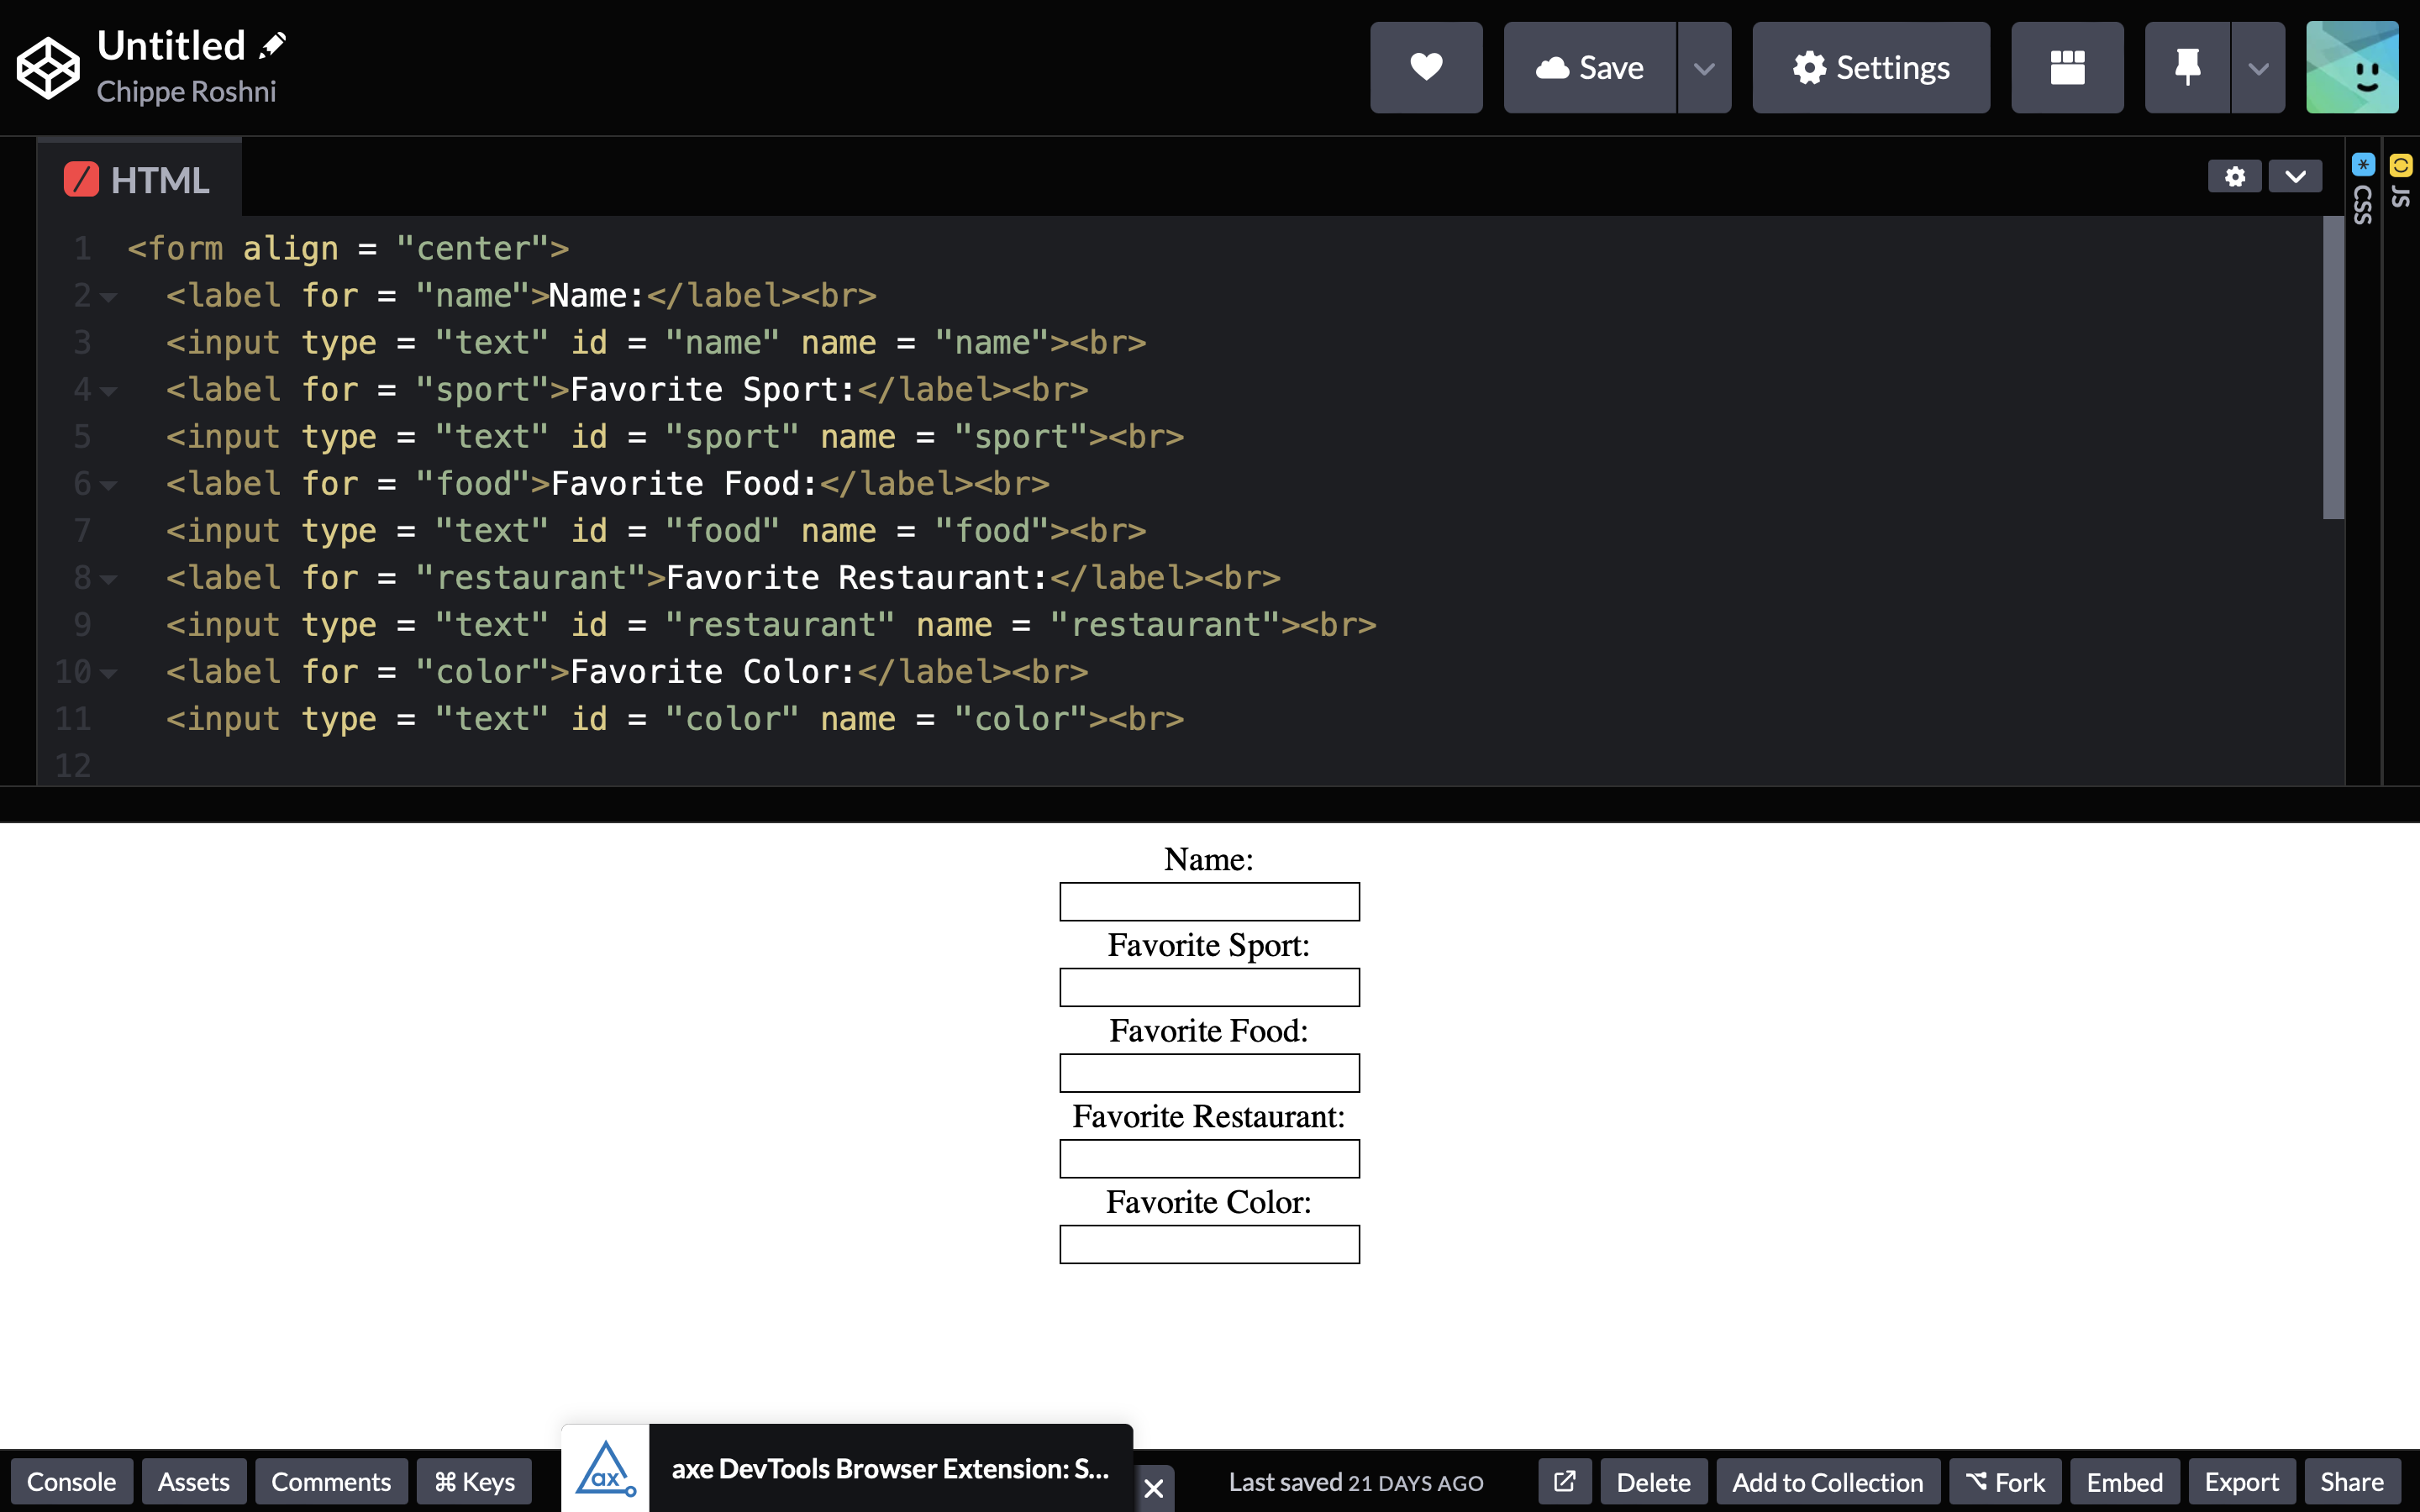 Untitled
Chippe Roshni
Save
Settings
HTML
CSS
JS
1 <form align = "center">
2 <label for = "name">Name:</label><br>
3 <input type = "text" id = "name" name = "name"><br>
4 <label for = "sport">Favorite Sport:</label><br>
5 <input type = "text" id = "sport" name = "sport"><br>
6 <label for = "food">Favorite Food:</label><br>
7 <input type = "text" id = "food" name = "food"><br>
8 <label for = "restaurant">Favorite Restaurant:</label><br>
9 <input type = "text" id = "restaurant" name = "restaurant"><br>
10 <label for = "color">Favorite Color:</label><br>
11 <input type = "text" id = "color" name = "color"><br>
12
Name:
Favorite Sport:
Favorite Food:
Favorite Restaurant:
Favorite Color:
Console Assets Comments ⌘ Keys
ax
axe DevTools Browser Extension: S...
Last saved 21 DAYS AGO
Delete Add to Collection Fork Embed Export Share